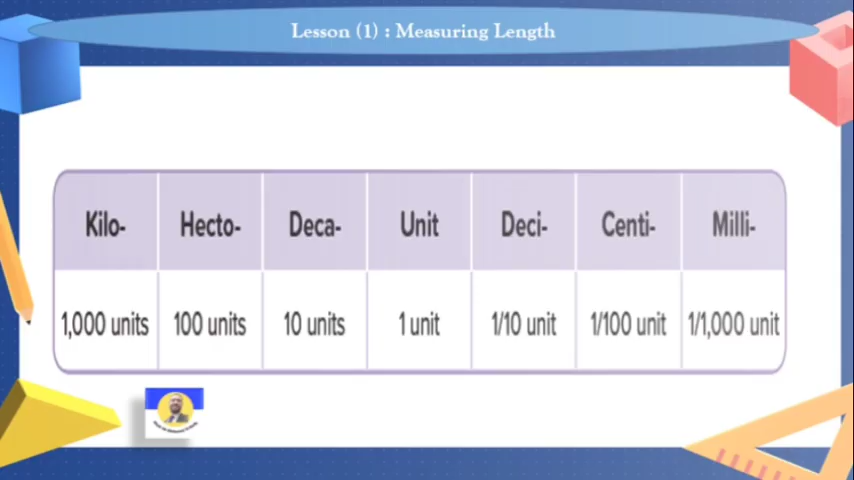 Lesson (1) : Measuring Length
Kilo- Hecto- Deca- Unit Deci- Centi- Milli-
1,000 units 100 units 10 units 1 unit 1/10 unit 1/100 unit 1/1,000 unit